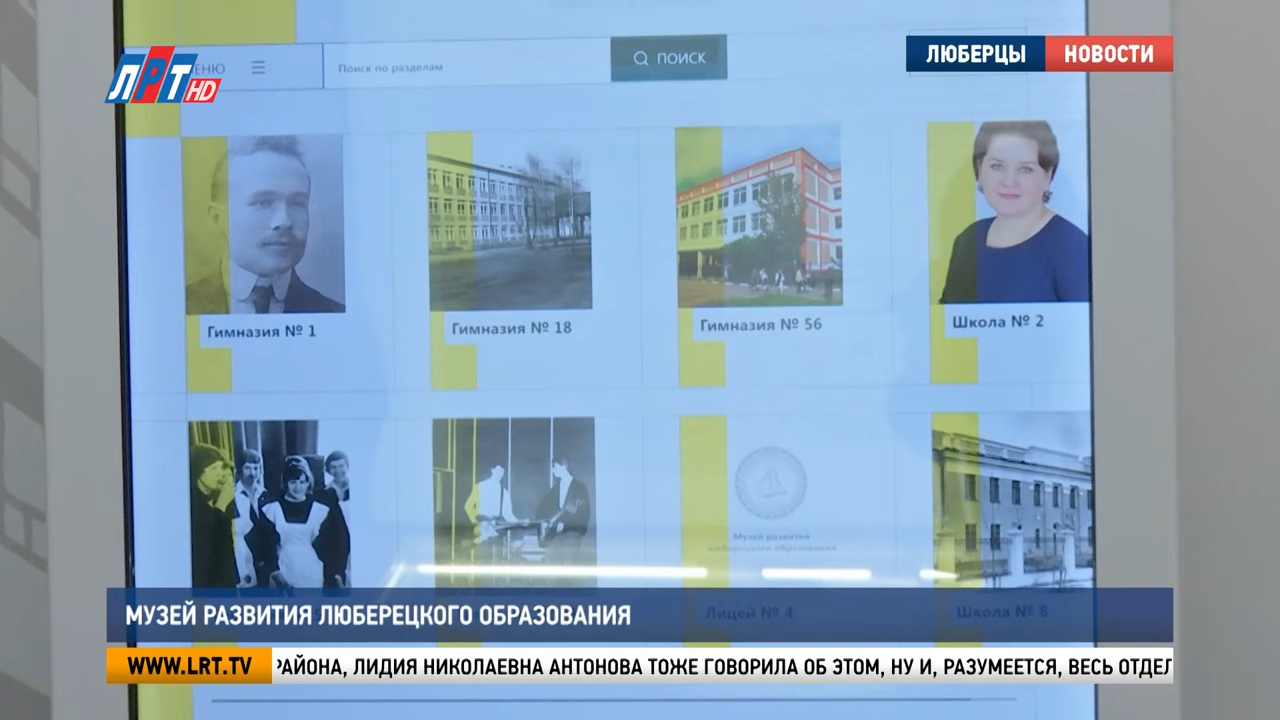 ЛРТ HD
ЕНЮ
Поиск по разделам
ПОИСК
ЛЮБЕРЦЫ НОВОСТИ
Гимназия № 1
Гимназия № 18
Гимназия № 56
Школа № 2
Музей развития
люберецкого образования
Лицей № 4
Школа № 8
МУЗЕЙ РАЗВИТИЯ ЛЮБЕРЕЦКОГО ОБРАЗОВАНИЯ
WWW.LRT.TV
РАЙОНА, ЛИДИЯ НИКОЛАЕВНА АНТОНОВА ТОЖЕ ГОВОРИЛА ОБ ЭТОМ, НУ И, РАЗУМЕЕТСЯ, ВЕСЬ ОТДЕЛ